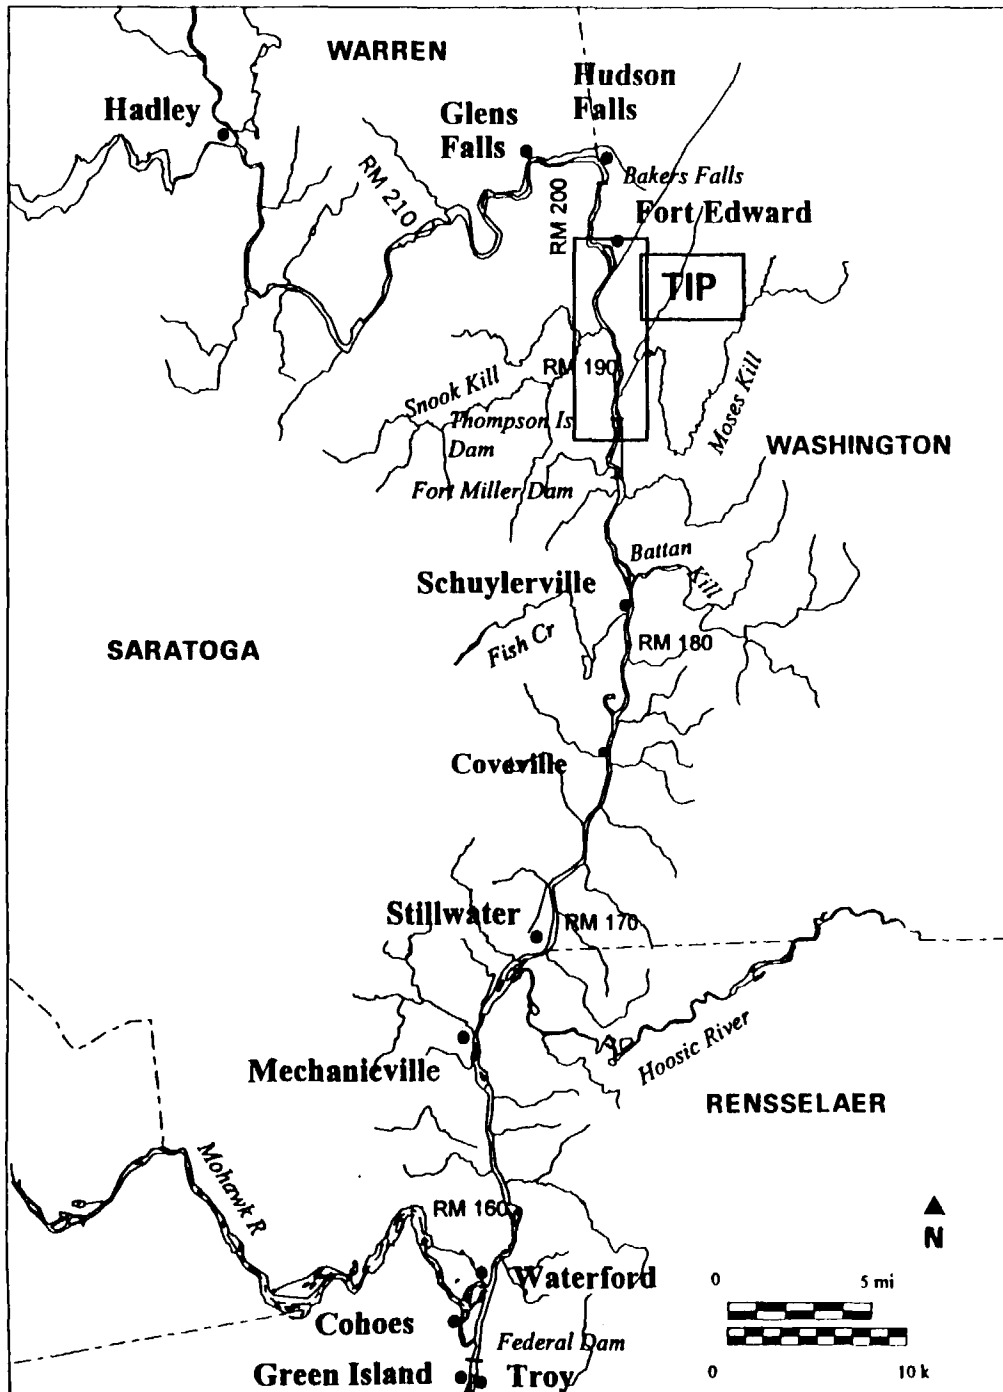 WARREN
Hudson
Falls
Hadley
Glens
Falls
RM 210
RM 200
Bakers Falls
Fort Edward
TIP
RM 190
Snook Kill
Thompson Is
Dam
Moses Kill
WASHINGTON
Fort Miller Dam
Battan
Kill
Schuylerville
Fish Cr
RM 180
SARATOGA
Coveville
Stillwater
RM 170
Hoosic River
Mechanicville
RENSSELAER
Mohawk R
RM 160
N
Waterford
0
5 mi
Cohoes
Federal Dam
Green Island
Troy
0
10 k